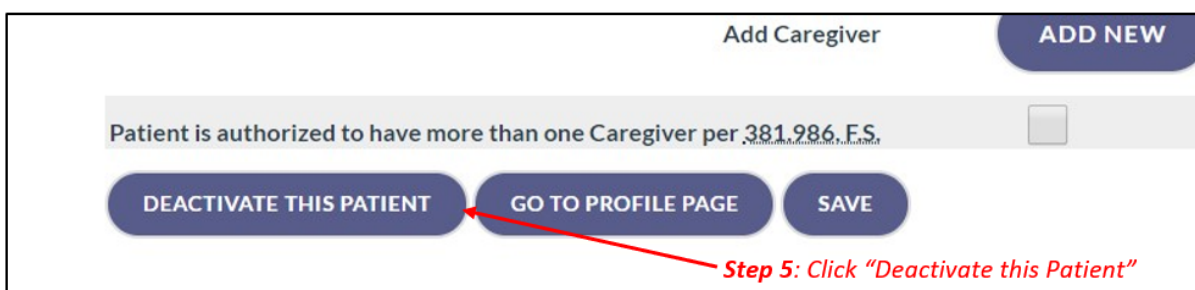 Add Caregiver ADD NEW
Patient is authorized to have more than one Caregiver per 381.986, F.S.
DEACTIVATE THIS PATIENT GO TO PROFILE PAGE SAVE
Step 5: Click “Deactivate this Patient”